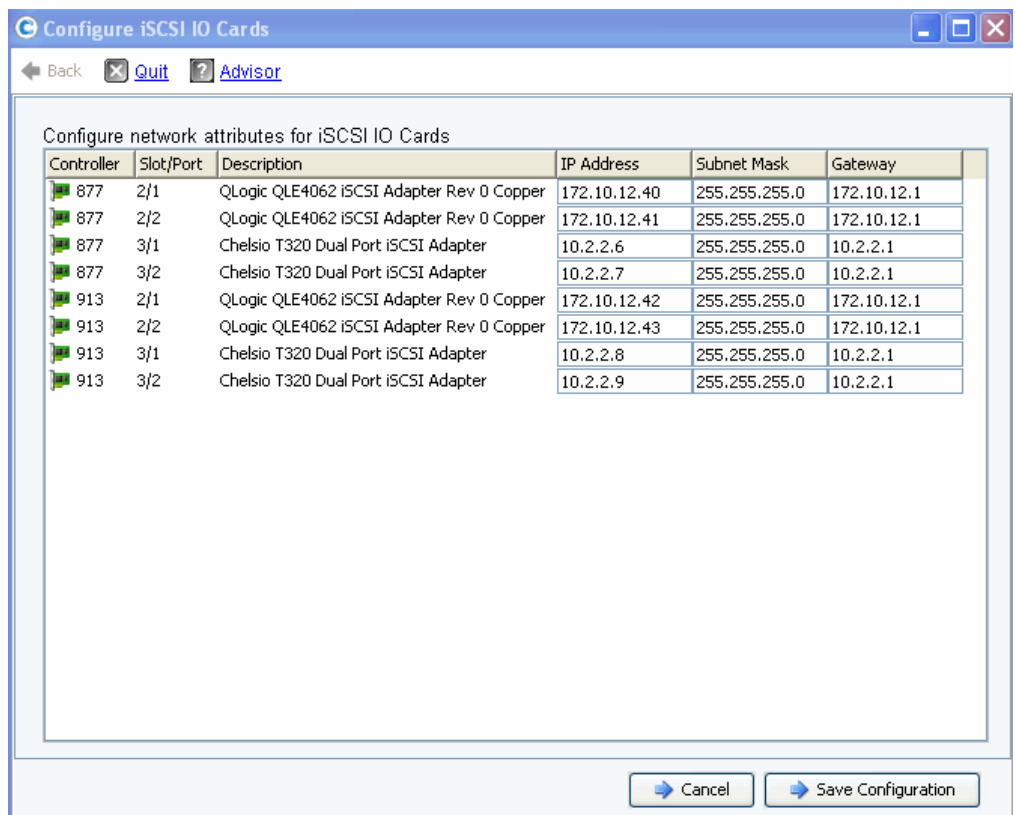 Configure iSCSI IO Cards
Back Quit Advisor
Configure network attributes for iSCSI IO Cards
Controller Slot/Port Description IP Address Subnet Mask Gateway
877 2/1 QLogic QLE4062 iSCSI Adapter Rev 0 Copper 172.10.12.40 255.255.255.0 172.10.12.1
877 2/2 QLogic QLE4062 iSCSI Adapter Rev 0 Copper 172.10.12.41 255.255.255.0 172.10.12.1
877 3/1 Chelsio T320 Dual Port iSCSI Adapter 10.2.2.6 255.255.255.0 10.2.2.1
877 3/2 Chelsio T320 Dual Port iSCSI Adapter 10.2.2.7 255.255.255.0 10.2.2.1
913 2/1 QLogic QLE4062 iSCSI Adapter Rev 0 Copper 172.10.12.42 255.255.255.0 172.10.12.1
913 2/2 QLogic QLE4062 iSCSI Adapter Rev 0 Copper 172.10.12.43 255.255.255.0 172.10.12.1
913 3/1 Chelsio T320 Dual Port iSCSI Adapter 10.2.2.8 255.255.255.0 10.2.2.1
913 3/2 Chelsio T320 Dual Port iSCSI Adapter 10.2.2.9 255.255.255.0 10.2.2.1
Cancel Save Configuration